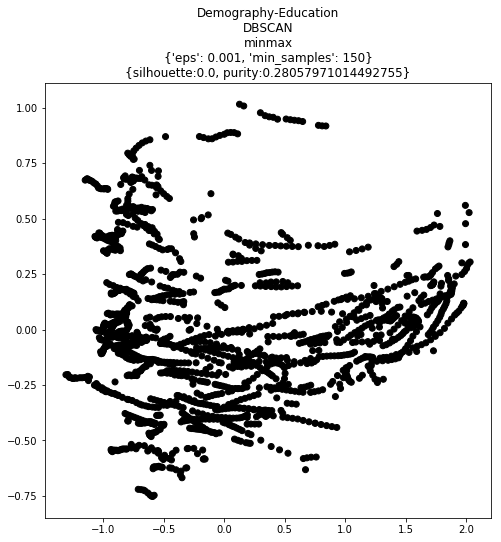 Demography-Education
DBSCAN
minmax
{'eps': 0.001, 'min_samples': 150}
{silhouette:0.0, purity:0.28057971014492755}
1.00
0.75
0.50
0.25
0.00
−0.25
−0.50
−0.75
−1.0 −0.5 0.0 0.5 1.0 1.5 2.0